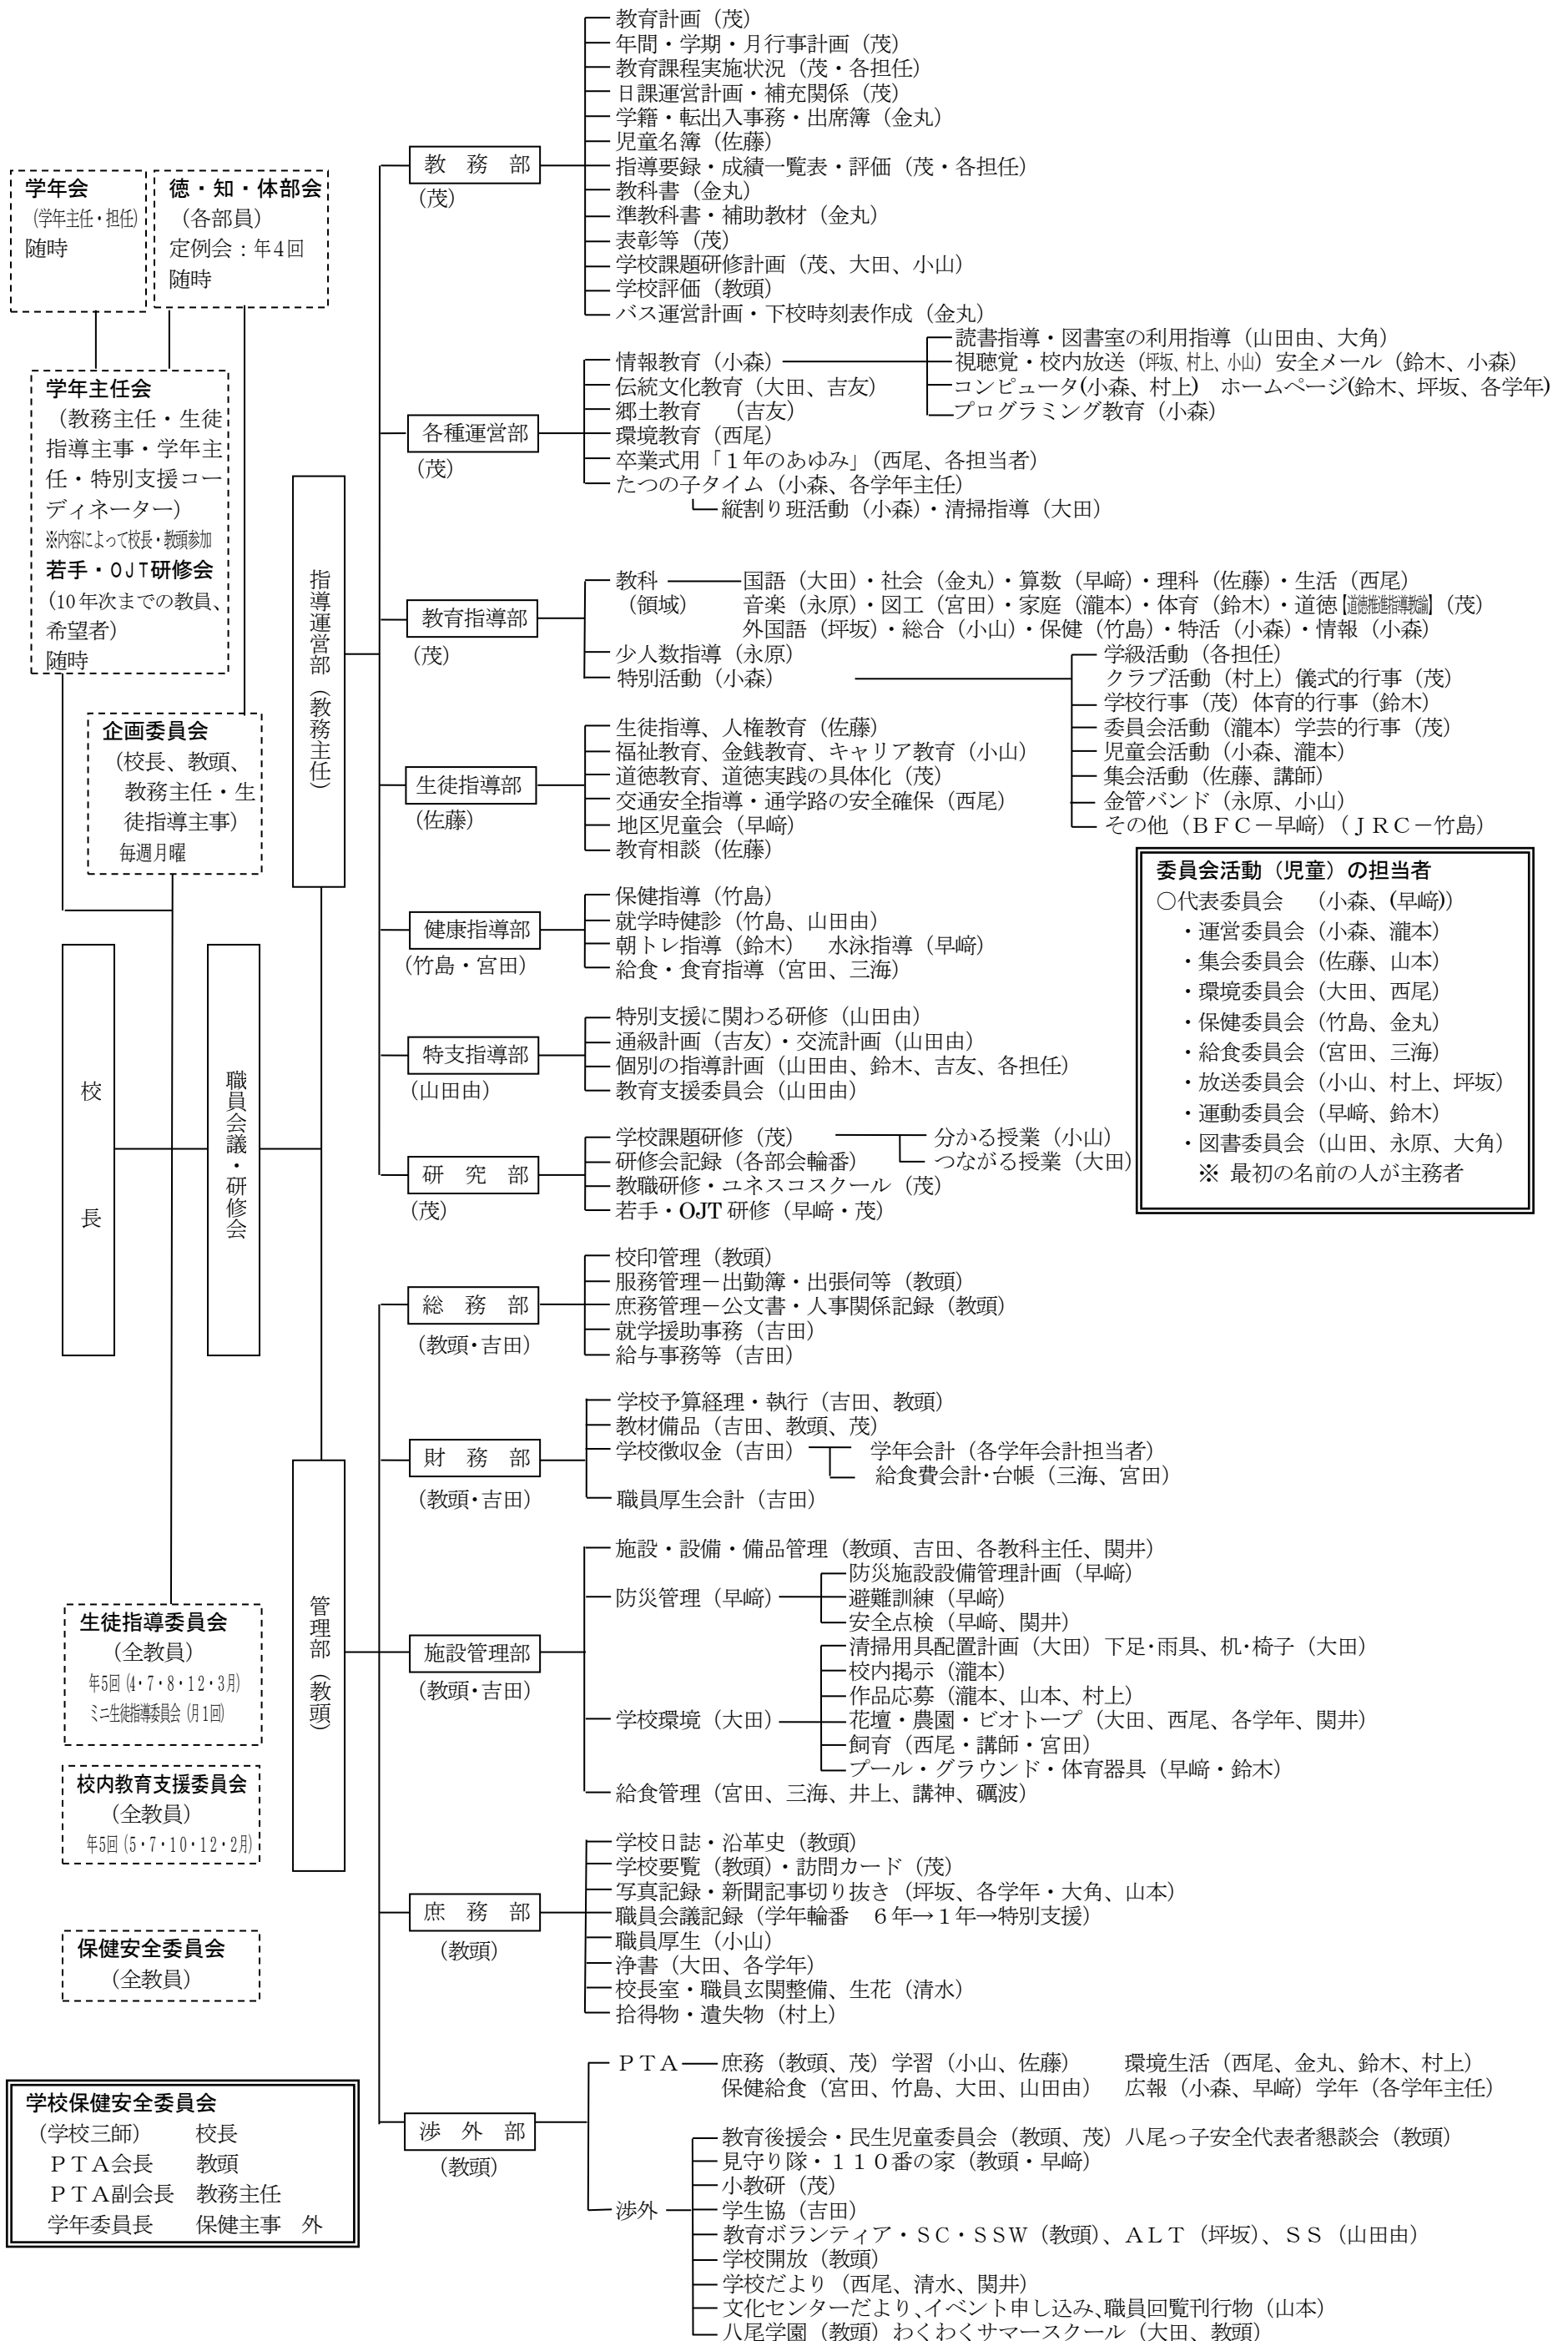 教育計画（茂）
年間・学期・月行事計画（茂）
教育課程実施状況（茂・各担任）
日課運営計画・補充関係（茂）
学籍・転出入事務・出席簿（金丸）
児童名簿（佐藤）
教　務　部
（茂）
指導要録・成績一覧表・評価（茂・各担任）
教科書（金丸）
準教科書・補助教材（金丸）
表彰等（茂）
学校課題研修計画（茂、大田、小山）
学校評価（教頭）
バス運営計画・下校時刻表作成（金丸）
学年会
（学年主任・担任）
随時
徳・知・体部会
（各部員）
定例会：年4回
随時
学年主任会
（教務主任・生徒
指導主事・学年主
任・特別支援コー
ディネーター）
※内容によって校長・教頭参加
若手・OJT研修会
（10年次までの教員、
希望者）
随時
企画委員会
（校長、教頭、
教務主任・生
徒指導主事）
毎週月曜
校　長
職員会議・研修会
指導運営部（教務主任）
各種運営部
（茂）
情報教育（小森）
伝統文化教育（大田、吉友）
郷土教育　（吉友）
環境教育（西尾）
卒業式用「１年のあゆみ」（西尾、各担当者）
たつの子タイム（小森、各学年主任）
縦割り班活動（小森）・清掃指導（大田）
読書指導・図書室の利用指導（山田由、大角）
視聴覚・校内放送（坪坂、村上、小山）安全メール（鈴木、小森）
コンピュータ(小森、村上)　ホームページ(鈴木、坪坂、各学年)
プログラミング教育（小森）
教育指導部
（茂）
教科
（領域）
国語（大田）・社会（金丸）・算数（早﨑）・理科（佐藤）・生活（西尾）
音楽（永原）・図工（宮田）・家庭（瀧本）・体育（鈴木）・道徳【道徳推進指導教諭】（茂）
外国語（坪坂）・総合（小山）・保健（竹島）・特活（小森）・情報（小森）
少人数指導（永原）
特別活動（小森）
学級活動（各担任）
クラブ活動（村上）儀式的行事（茂）
学校行事（茂）体育的行事（鈴木）
委員会活動（瀧本）学芸的行事（茂）
児童会活動（小森、瀧本）
集会活動（佐藤、講師）
金管バンド（永原、小山）
その他（ＢＦＣ－早﨑）（ＪＲＣ－竹島）
生徒指導部
（佐藤）
生徒指導、人権教育（佐藤）
福祉教育、金銭教育、キャリア教育（小山）
道徳教育、道徳実践の具体化（茂）
交通安全指導・通学路の安全確保（西尾）
地区児童会（早﨑）
教育相談（佐藤）
健康指導部
（竹島・宮田）
保健指導（竹島）
就学時健診（竹島、山田由）
朝トレ指導（鈴木）　水泳指導（早﨑）
給食・食育指導（宮田、三海）
特支指導部
（山田由）
特別支援に関わる研修（山田由）
通級計画（吉友）・交流計画（山田由）
個別の指導計画（山田由、鈴木、吉友、各担任）
教育支援委員会（山田由）
研　究　部
（茂）
学校課題研修（茂）
研修会記録（各部会輪番）
教職研修・ユネスコスクール（茂）
若手・OJT 研修（早﨑・茂）
分かる授業（小山）
つながる授業（大田）
委員会活動（児童）の担当者
○代表委員会　（小森、(早﨑)）
・運営委員会（小森、瀧本）
・集会委員会（佐藤、山本）
・環境委員会（大田、西尾）
・保健委員会（竹島、金丸）
・給食委員会（宮田、三海）
・放送委員会（小山、村上、坪坂）
・運動委員会（早﨑、鈴木）
・図書委員会（山田、永原、大角）
※ 最初の名前の人が主務者
管理部（教頭）
総　務　部
（教頭・吉田）
校印管理（教頭）
服務管理－出勤簿・出張伺等（教頭）
庶務管理－公文書・人事関係記録（教頭）
就学援助事務（吉田）
給与事務等（吉田）
財　務　部
（教頭・吉田）
学校予算経理・執行（吉田、教頭）
教材備品（吉田、教頭、茂）
学校徴収金（吉田）
学年会計（各学年会計担当者）
給食費会計・台帳（三海、宮田）
職員厚生会計（吉田）
施設管理部
（教頭・吉田）
施設・設備・備品管理（教頭、吉田、各教科主任、関井）
防災管理（早﨑）
防災施設設備管理計画（早﨑）
避難訓練（早﨑）
安全点検（早﨑、関井）
学校環境（大田）
清掃用具配置計画（大田）下足・雨具、机・椅子（大田）
校内掲示（瀧本）
作品応募（瀧本、山本、村上）
花壇・農園・ビオトープ（大田、西尾、各学年、関井）
飼育（西尾・講師・宮田）
プール・グラウンド・体育器具（早﨑・鈴木）
給食管理（宮田、三海、井上、講神、礪波）
庶　務　部
（教頭）
学校日誌・沿革史（教頭）
学校要覧（教頭）・訪問カード（茂）
写真記録・新聞記事切り抜き（坪坂、各学年・大角、山本）
職員会議記録（学年輪番　６年→１年→特別支援）
職員厚生（小山）
浄書（大田、各学年）
校長室・職員玄関整備、生花（清水）
拾得物・遺失物（村上）
生徒指導委員会
（全教員）
年5回（4・7・8・12・3月）
ミニ生徒指導委員会（月1回）
校内教育支援委員会
（全教員）
年5回（5・7・10・12・2月）
保健安全委員会
（全教員）
学校保健安全委員会
（学校三師）　校長
ＰＴＡ会長　教頭
ＰＴＡ副会長　教務主任
学年委員長　保健主事　外
渉　外　部
（教頭）
ＰＴＡ
庶務（教頭、茂）学習（小山、佐藤）　環境生活（西尾、金丸、鈴木、村上）
保健給食（宮田、竹島、大田、山田由）　広報（小森、早﨑）学年（各学年主任）
渉外
教育後援会・民生児童委員会（教頭、茂）八尾っ子安全代表者懇談会（教頭）
見守り隊・１１０番の家（教頭・早﨑）
小教研（茂）
学生協（吉田）
教育ボランティア・ＳＣ・ＳＳＷ（教頭）、ＡＬＴ（坪坂）、ＳＳ（山田由）
学校開放（教頭）
学校だより（西尾、清水、関井）
文化センターだより、イベント申し込み、職員回覧刊行物（山本）
八尾学園（教頭）わくわくサマースクール（大田、教頭）